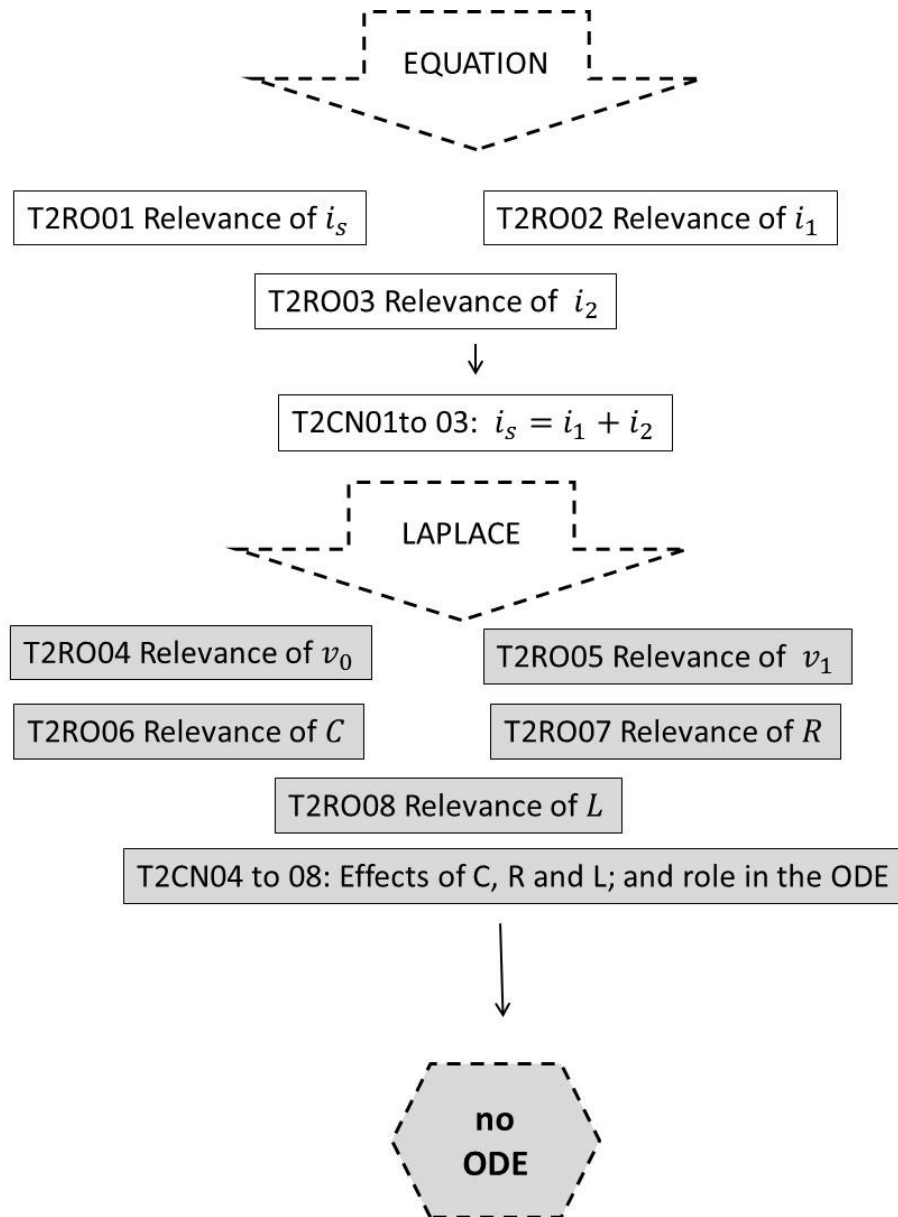 EQUATION
T2RO01 Relevance of $i_s$
T2RO02 Relevance of $i_1$
T2RO03 Relevance of $i_2$
T2CN01to 03: $i_s = i_1 + i_2$
LAPLACE
T2RO04 Relevance of $v_0$
T2RO05 Relevance of $v_1$
T2RO06 Relevance of $C$
T2RO07 Relevance of $R$
T2RO08 Relevance of $L$
T2CN04 to 08: Effects of C, R and L; and role in the ODE
no
ODE